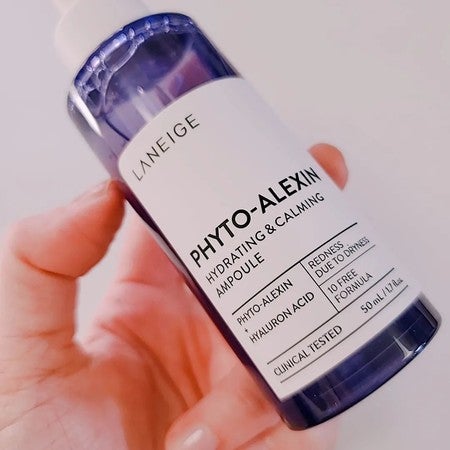 LANEIGE
PHYTO-ALEXIN
HYDRATING & CALMING
AMPOULE
PHYTO-ALEXIN
+
HYALURON ACID
REDNESS
DUE TO DRYNESS
10 FREE
FORMULA
CLINICAL TESTED
50 mL / 1.7 fl.oz.